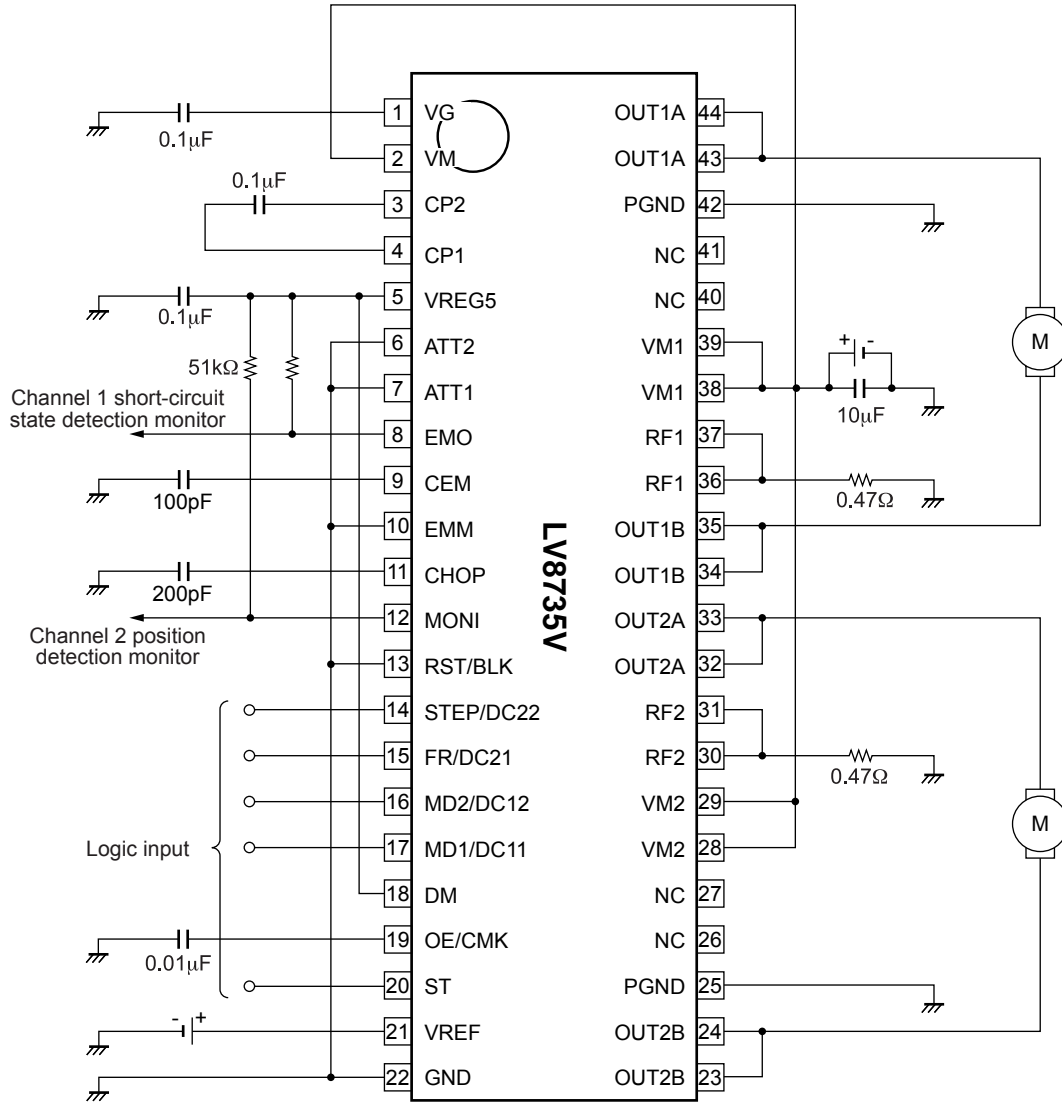 0.1μF
1 VG
2 VM
0.1μF
3 CP2
4 CP1
0.1μF
5 VREG5
6 ATT2
51kΩ
7 ATT1
Channel 1 short-circuit
state detection monitor
8 EMO
9 CEM
100pF
10 EMM
11 CHOP
200pF
12 MONI
Channel 2 position
detection monitor
13 RST/BLK
14 STEP/DC22
15 FR/DC21
16 MD2/DC12
Logic input
17 MD1/DC11
18 DM
19 OE/CMK
0.01μF
20 ST
- +
21 VREF
22 GND
LV8735V
OUT1A 44
OUT1A 43
PGND 42
NC 41
NC 40
VM1 39
+ -
M
VM1 38
10μF
RF1 37
RF1 36
0.47Ω
OUT1B 35
OUT1B 34
OUT2A 33
OUT2A 32
RF2 31
RF2 30
0.47Ω
VM2 29
M
VM2 28
NC 27
NC 26
PGND 25
OUT2B 24
OUT2B 23